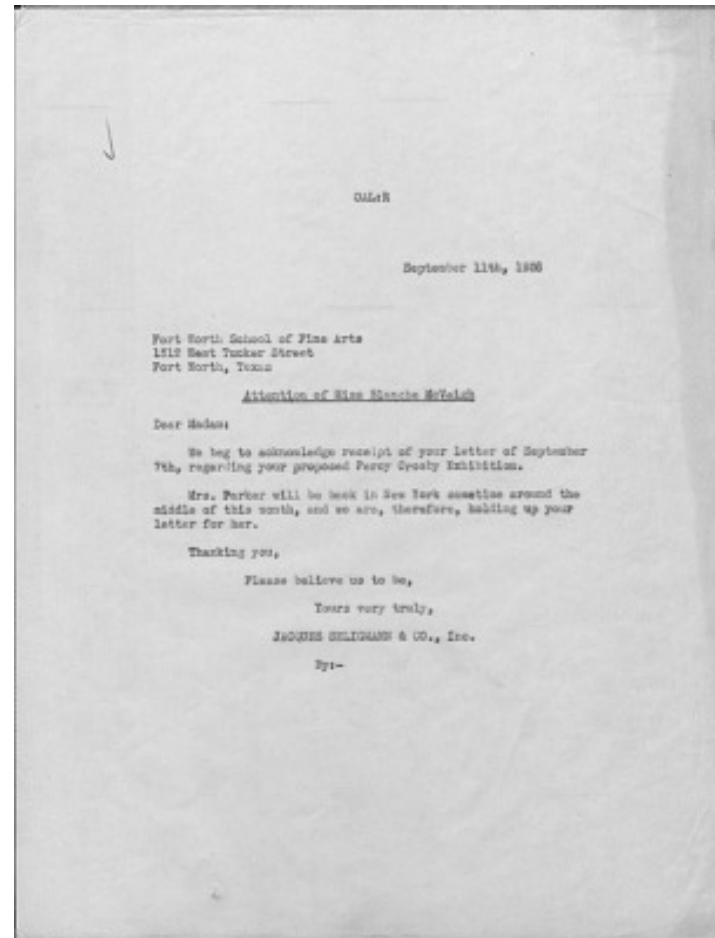 OAL:R
September 11th, 19
Fort Worth School of Fine Arts
1512 West Tucker Street
Fort Worth, Texas
Attention of Miss Blanche McVeigh
Dear Madam:
We beg to acknowledge receipt of your letter of September
7th, regarding your proposed Percy Crosby Exhibition.
Mrs. Parker will be back in New York sometime around the
middle of this month, and we are, therefore, holding up your
letter for her.
Thanking you,
Please believe us to be,
Yours very truly,
JACQUES SELIGMANN & CO., Inc.
By:-